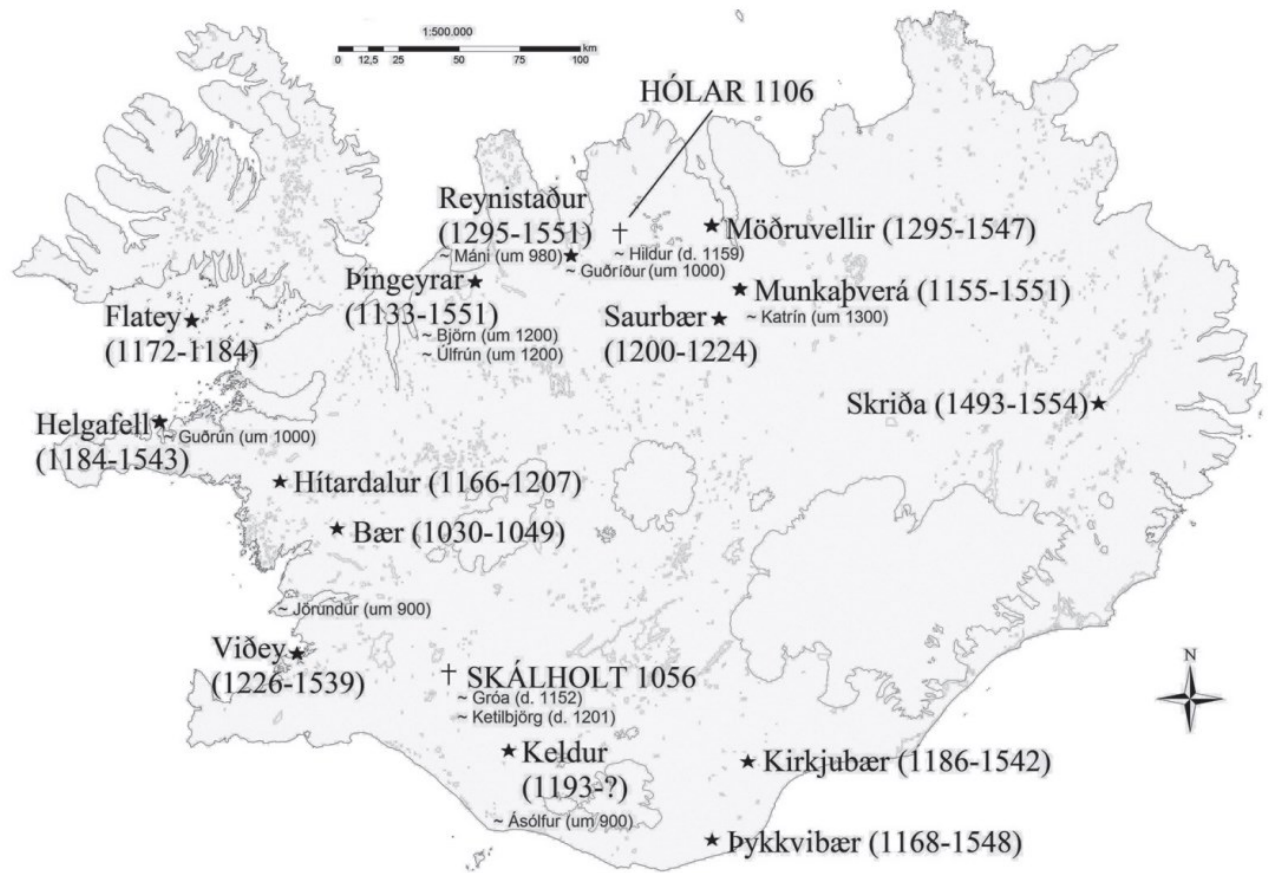 1:500.000
km
0 12,5 25 50 75 100
HÓLAR 1106
Reynistaður
(1295-1551)
~ Máni (um 980)
~ Hildur (d. 1159)
~ Guðríður (um 1000)
Möðruvellir (1295-1547)
Þingeyrar
(1133-1551)
~ Björn (um 1200)
~ Úlfrún (um 1200)
Munkaþverá (1155-1551)
~ Katrín (um 1300)
Flatey
(1172-1184)
Saurbær
(1200-1224)
Skriða (1493-1554)
Helgafell
~ Guðrún (um 1000)
(1184-1543)
Hítardalur (1166-1207)
Bær (1030-1049)
~ Jörundur (um 900)
Viðey
(1226-1539)
SKÁLHOLT 1056
~ Gróa (d. 1152)
~ Ketilbjörg (d. 1201)
N
Keldur
(1193-?)
~ Ásólfur (um 900)
Kirkjubær (1186-1542)
Þykkvibær (1168-1548)